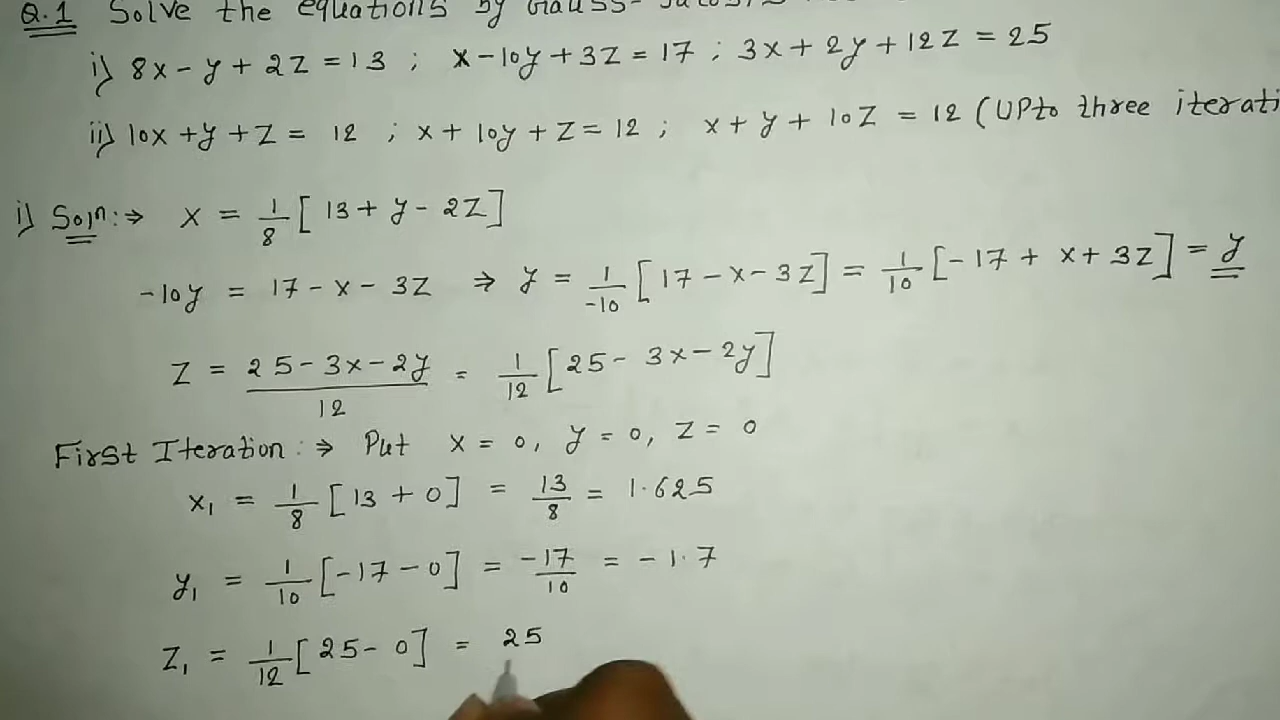 Q.1 Solve the equations by Gauss-
i) 8x - y + 2z = 13 ; x - 10y + 3z = 17 ; 3x + 2y + 12z = 25
ii) 10x + y + z = 12 ; x + 10y + z = 12 ; x + y + 10z = 12 (UPto three iterati
i) Soln :⇒ x = 1/8 [ 13 + y - 2z ]
-10y = 17 - x - 3z ⇒ y = 1/-10 [ 17 - x - 3z ] = 1/10 [ -17 + x + 3z ] = y
z = 25 - 3x - 2y / 12 = 1/12 [ 25 - 3x - 2y ]
First Iteration :⇒ Put x = 0, y = 0, z = 0
x₁ = 1/8 [ 13 + 0 ] = 13/8 = 1.625
y₁ = 1/10 [ -17 - 0 ] = -17/10 = -1.7
z₁ = 1/12 [ 25 - 0 ] = 25